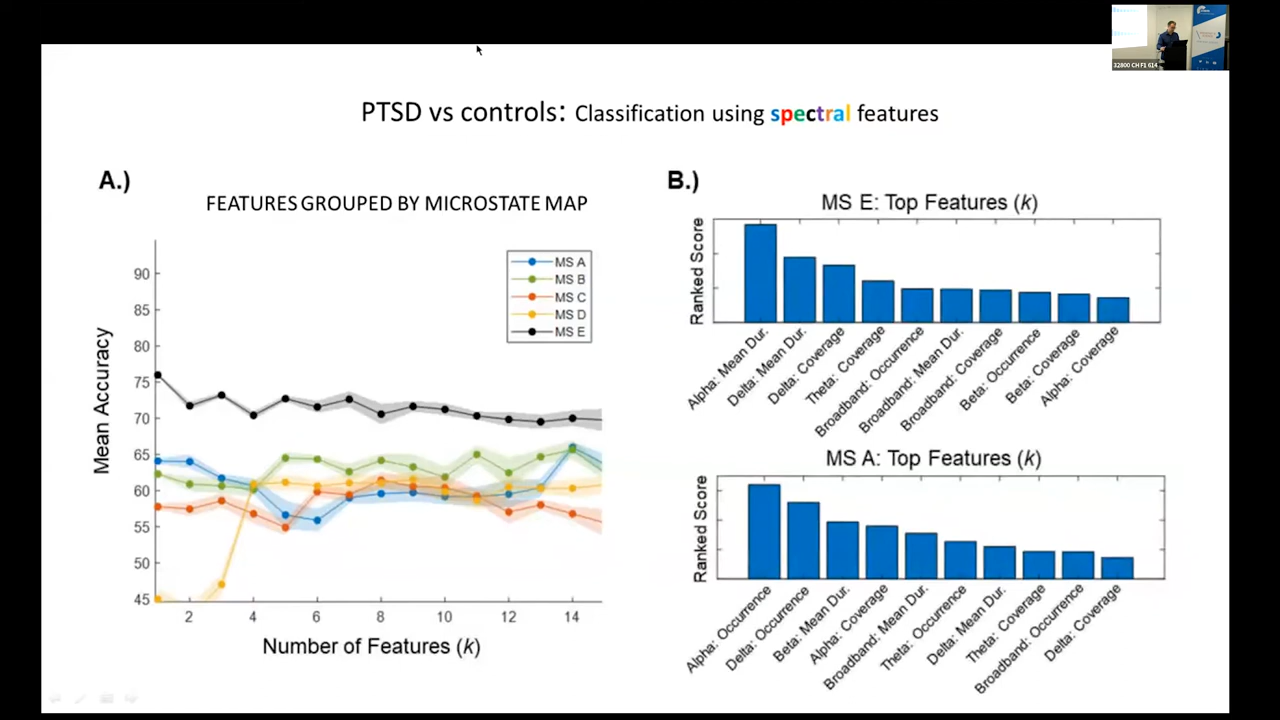 32800 CH F1 614
PTSD vs controls: Classification using spectral features
A.)
FEATURES GROUPED BY MICROSTATE MAP
MS A
MS B
MS C
MS D
MS E
90
85
80
75
70
65
60
55
50
45
Mean Accuracy
2 4 6 8 10 12 14
Number of Features (k)
B.)
MS E: Top Features (k)
Ranked Score
Alpha: Mean Dur.
Delta: Mean Dur.
Delta: Coverage
Theta: Coverage
Broadband: Occurrence
Broadband: Mean Dur.
Broadband: Coverage
Beta: Occurrence
Beta: Coverage
Alpha: Coverage
MS A: Top Features (k)
Ranked Score
Alpha: Occurrence
Delta: Occurrence
Beta: Mean Dur.
Alpha: Coverage
Broadband: Mean Dur.
Theta: Occurrence
Delta: Mean Dur.
Theta: Coverage
Broadband: Occurrence
Delta: Coverage